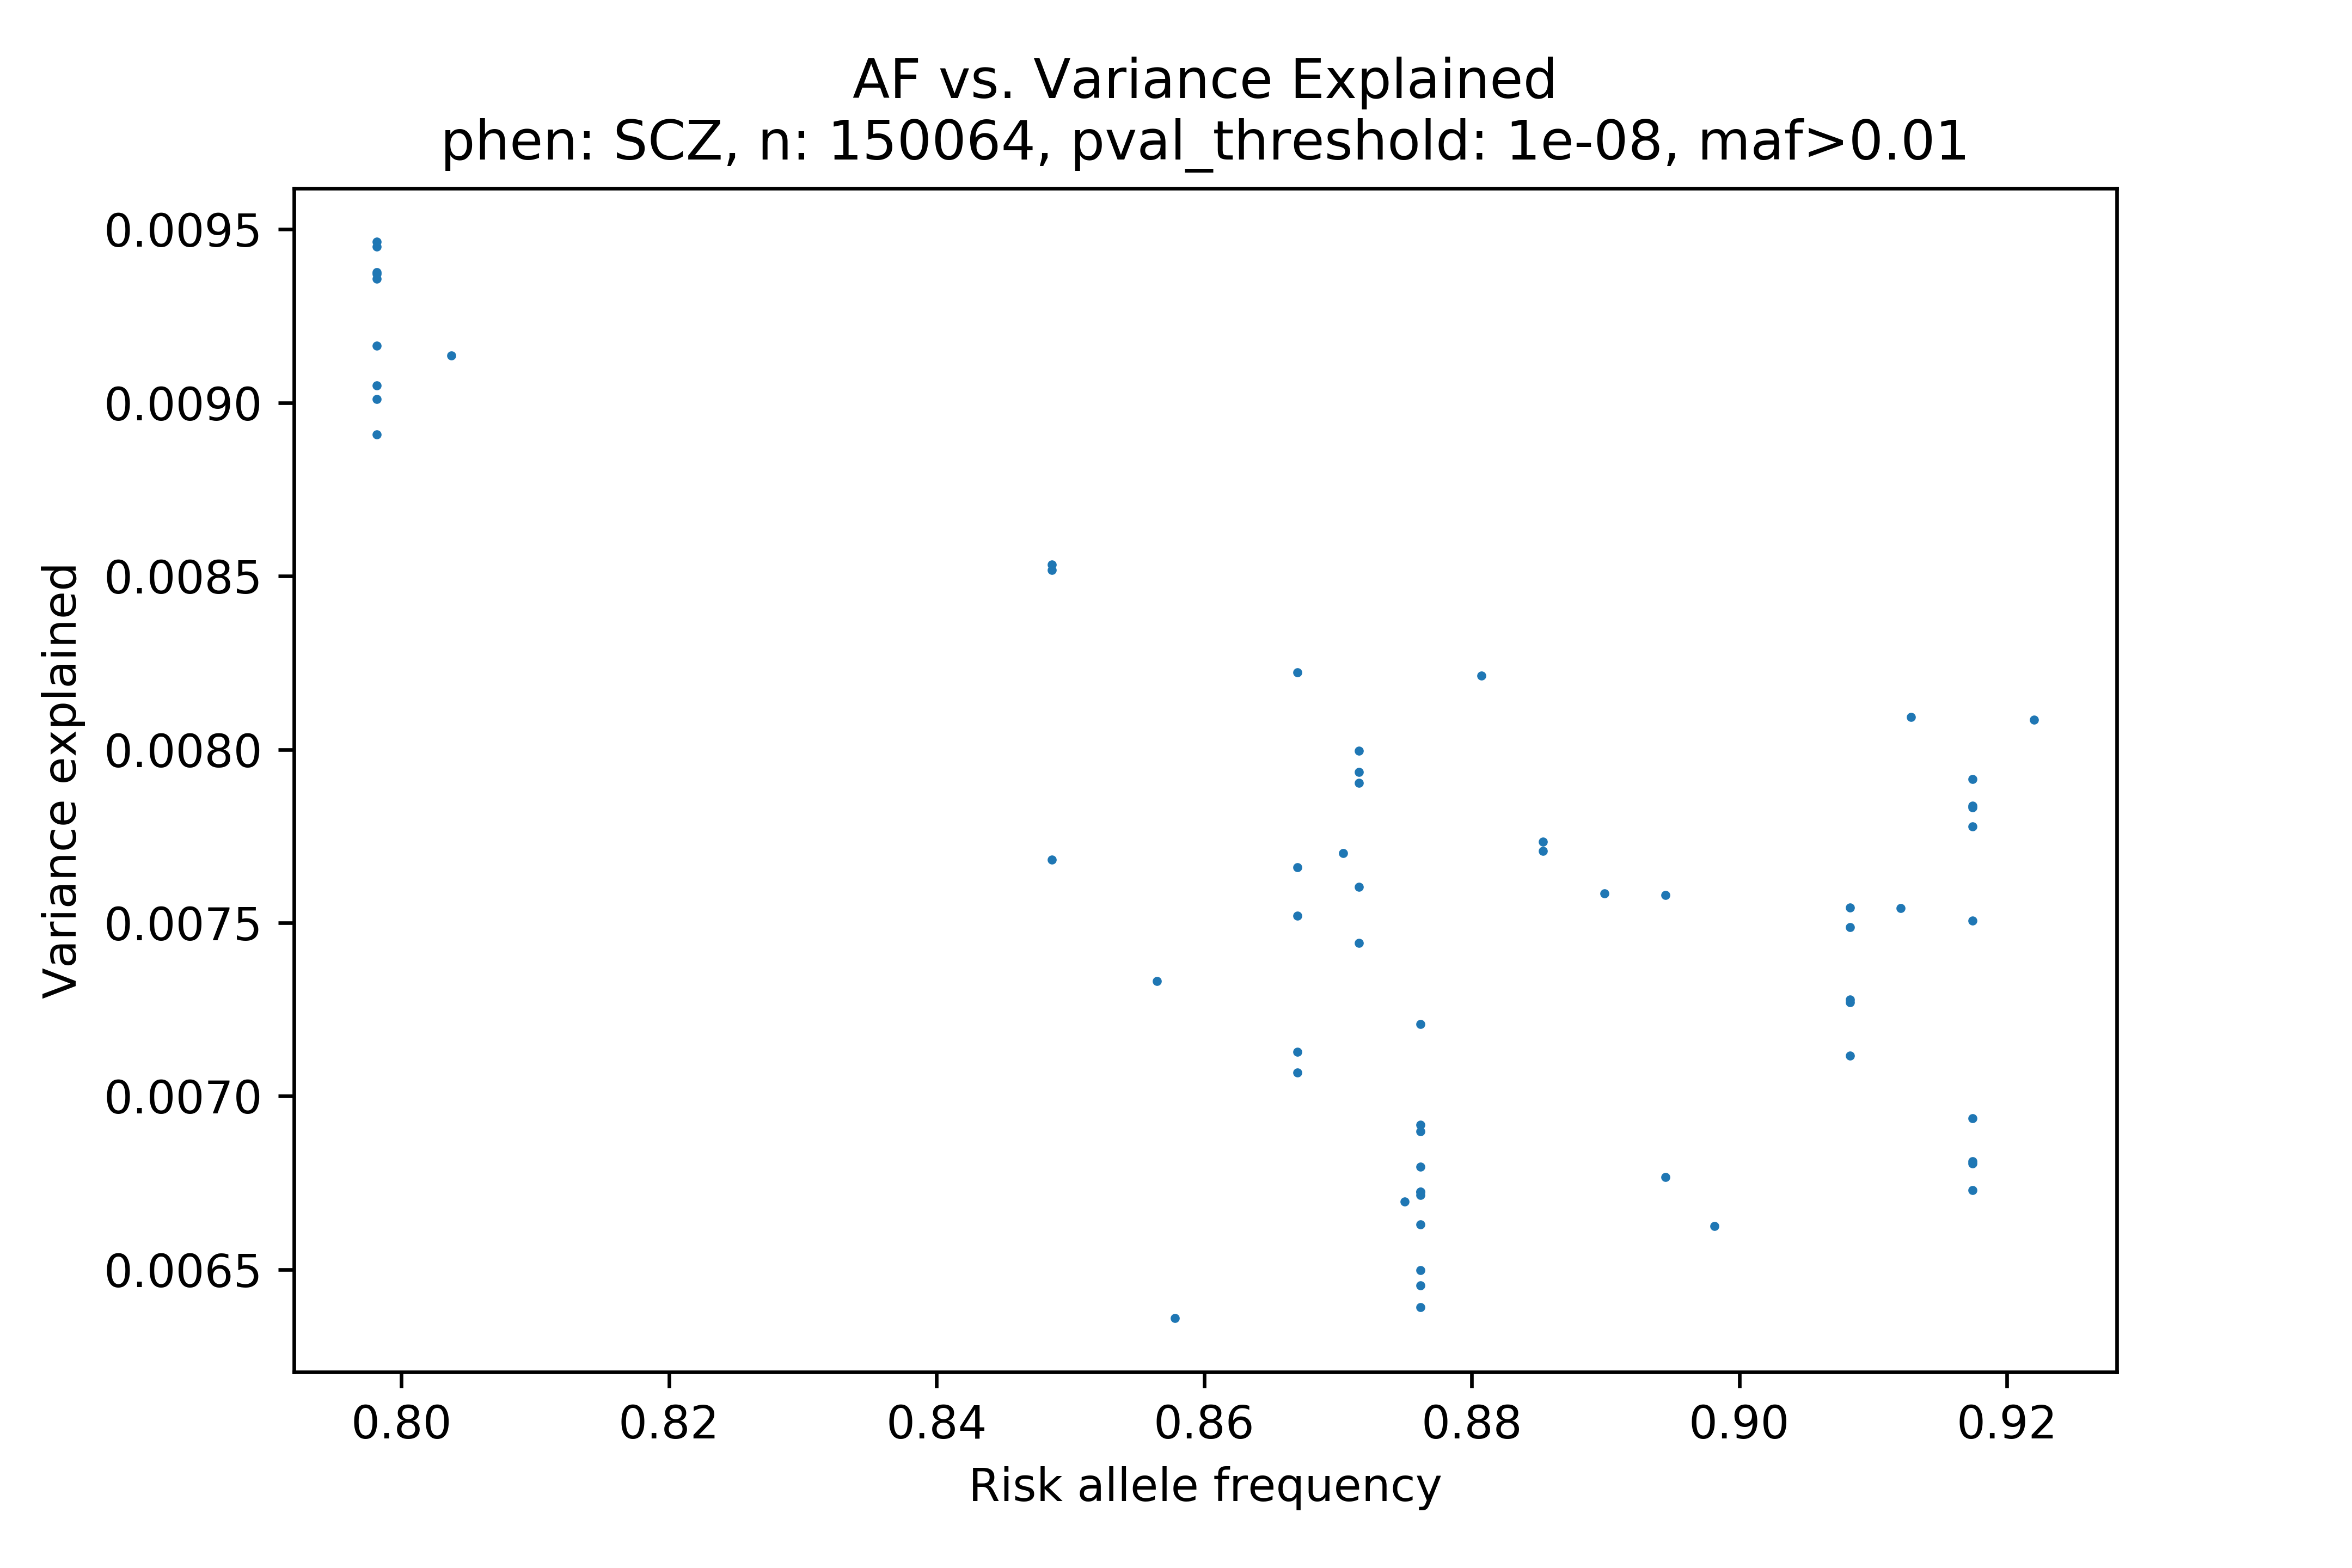 AF vs. Variance Explained
phen: SCZ, n: 150064, pval_threshold: 1e-08, maf>0.01
0.0095
0.0090
0.0085
0.0080
0.0075
0.0070
0.0065
Variance explained
0.80 0.82 0.84 0.86 0.88 0.90 0.92
Risk allele frequency